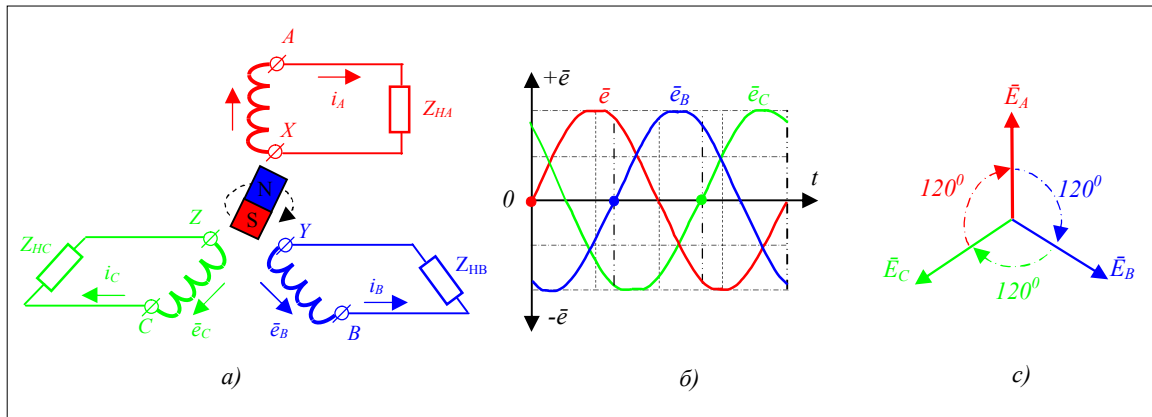 A
i_A
Z_HA
X
N
S
Z
Y
Z_HC
i_C
C
ē_C
ē_B
B
i_B
Z_HB
а)
+ē
ē
ē_B
ē_C
0
t
-ē
б)
Ē_A
120⁰
120⁰
Ē_C
120⁰
Ē_B
с)